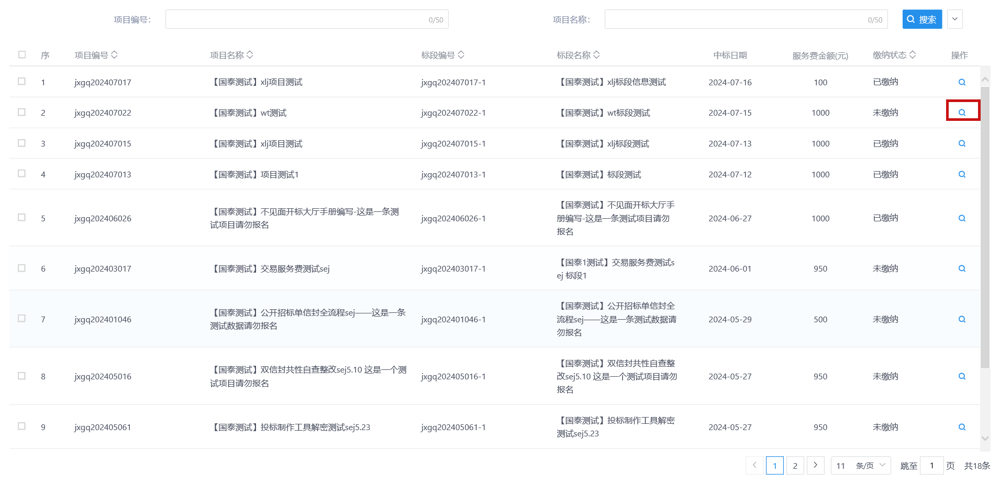 项目编号: 0/50 项目名称: 0/50 搜索
序 项目编号 项目名称 标段编号 标段名称 中标日期 服务费金额(元) 缴纳状态 操作
1 jxgq202407017 【国泰测试】xlj项目测试 jxgq202407017-1 【国泰测试】xlj标段信息测试 2024-07-16 100 已缴纳
2 jxgq202407022 【国泰测试】wt测试 jxgq202407022-1 【国泰测试】wt标段测试 2024-07-15 1000 未缴纳
3 jxgq202407015 【国泰测试】xlj项目测试 jxgq202407015-1 【国泰测试】xlj标段测试 2024-07-13 1000 已缴纳
4 jxgq202407013 【国泰测试】项目测试1 jxgq202407013-1 【国泰测试】标段测试 2024-07-12 1000 已缴纳
5 jxgq202406026 【国泰测试】不见面开标大厅手册编写-这是一条测
试项目请勿报名 jxgq202406026-1 【国泰测试】不见面开标大厅手
册编写-这是一条测试项目请勿
报名 2024-06-27 1000 已缴纳
6 jxgq202403017 【国泰测试】交易服务费测试sej jxgq202403017-1 【国泰1测试】交易服务费测试s
ej 标段1 2024-06-01 950 未缴纳
7 jxgq202401046 【国泰测试】公开招标单信封全流程sej——这是一条
测试数据请勿报名 jxgq202401046-1 【国泰测试】公开招标单信封全
流程sej——这是一条测试数据请
勿报名 2024-05-29 500 未缴纳
8 jxgq202405016 【国泰测试】双信封共性自查整改sej5.10 这是一个测
试项目请勿报名 jxgq202405016-1 【国泰测试】双信封共性自查整
改sej5.10 这是一个测试项目请勿
报名 2024-05-27 950 未缴纳
9 jxgq202405061 【国泰测试】投标制作工具解密测试sej5.23 jxgq202405061-1 【国泰测试】投标制作工具解密
测试sej5.23 2024-05-27 950 未缴纳
1 2 11 条/页 跳至 1 页 共18条